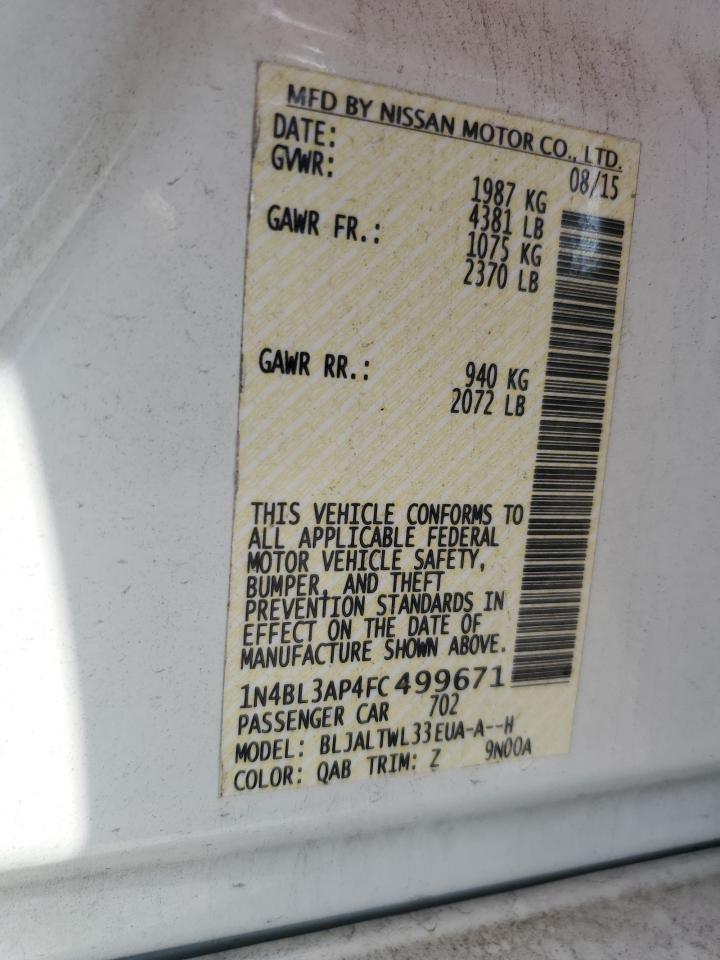 MFD BY NISSAN MOTOR CO., LTD.
DATE: 08/15
GVWR: 1987 KG
4381 LB
GAWR FR.: 1075 KG
2370 LB
GAWR RR.: 940 KG
2072 LB
THIS VEHICLE CONFORMS TO
ALL APPLICABLE FEDERAL
MOTOR VEHICLE SAFETY,
BUMPER, AND THEFT
PREVENTION STANDARDS IN
EFFECT ON THE DATE OF
MANUFACTURE SHOWN ABOVE.
1N4BL3AP4FC499671
PASSENGER CAR 702
MODEL: BLJALTWL33EUA-A--H
COLOR: QAB TRIM: Z 9N00A